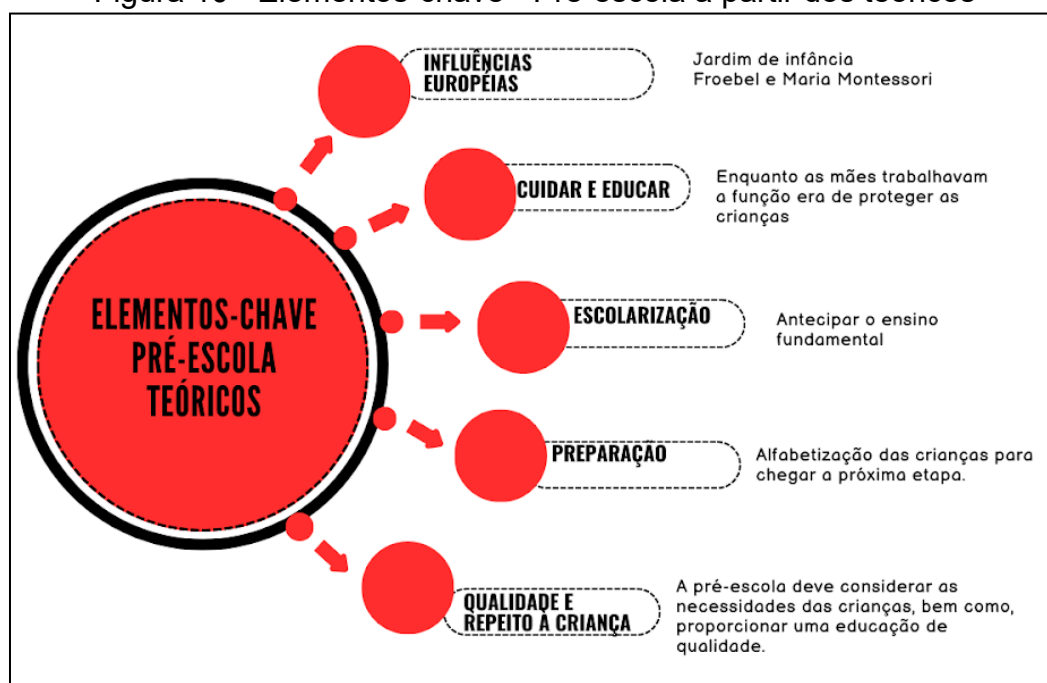 ELEMENTOS-CHAVE
PRÉ-ESCOLA
TEÓRICOS
INFLUÊNCIAS
EUROPÉIAS
Jardim de infância
Froebel e Maria Montessori
CUIDAR E EDUCAR
Enquanto as mães trabalhavam
a função era de proteger as
crianças
ESCOLARIZAÇÃO
Antecipar o ensino
fundamental
PREPARAÇÃO
Alfabetização das crianças para
chegar a próxima etapa.
QUALIDADE E
REPEITO À CRIANÇA
A pré-escola deve considerar as
necessidades das crianças, bem como,
proporcionar uma educação de
qualidade.